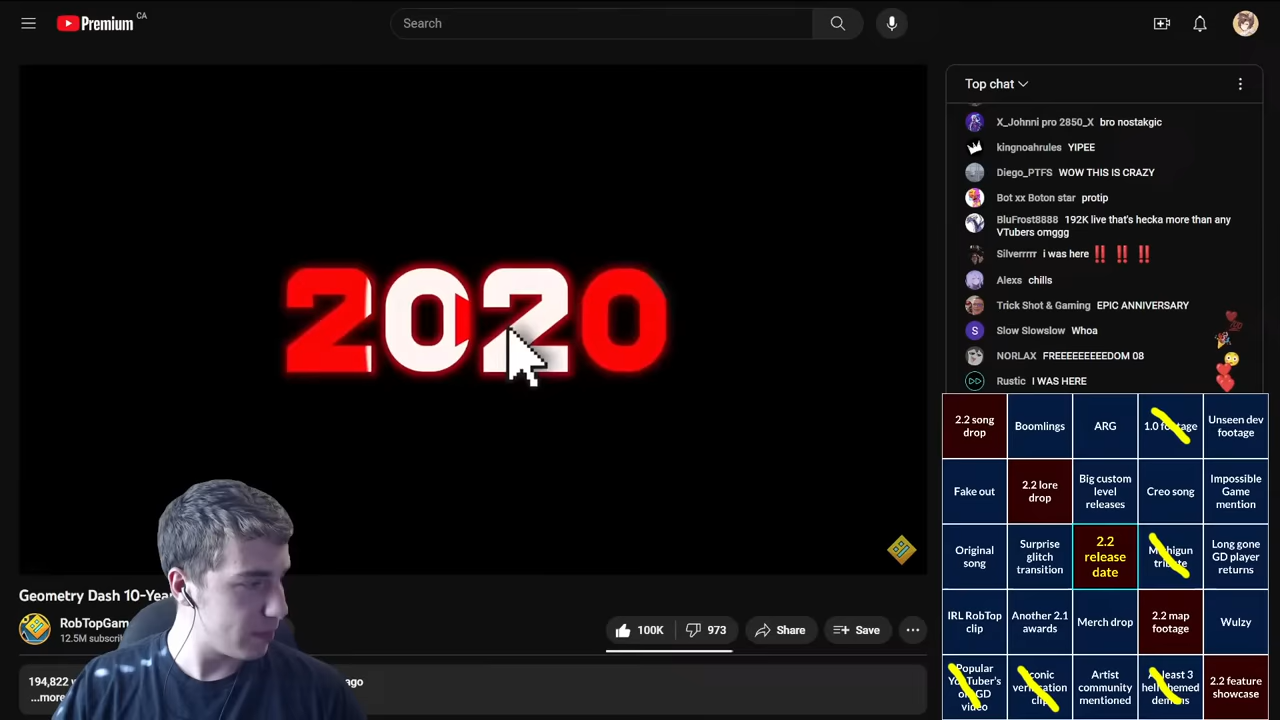 Premium CA
Search
Top chat
X_Johnni pro 2850_X bro nostakgic
kingnoahrules YIPEE
Diego_PTFS WOW THIS IS CRAZY
Bot xx Boton star protip
BluFrost8888 192K live that's hecka more than any
VTubers omggg
Silverrrrr i was here ‼️ ‼️ ‼️
Alexs chills
Trick Shot & Gaming EPIC ANNIVERSARY
S Slow Slowslow Whoa
NORLAX FREEEEEEEEDOM 08
Rustic I WAS HERE
2020
2.2 song
drop
Boomlings
ARG
1.0 footage
Unseen dev
footage
Fake out
2.2 lore
drop
Big custom
level
releases
Creo song
Impossible
Game
mention
Original
song
Surprise
glitch
transition
2.2
release
date
Michigun
tribute
Long gone
GD player
returns
IRL RobTop
clip
Another 2.1
awards
Merch drop
2.2 map
footage
Wulzy
Popular
YouTuber's
old GD
video
Iconic
verification
clip
Artist
community
mentioned
At least 3
hell themed
demons
2.2 feature
showcase
Geometry Dash 10-Yea
RobTopGam
12.5M subscri
100K
973
Share
Save
194,822
ago
...more